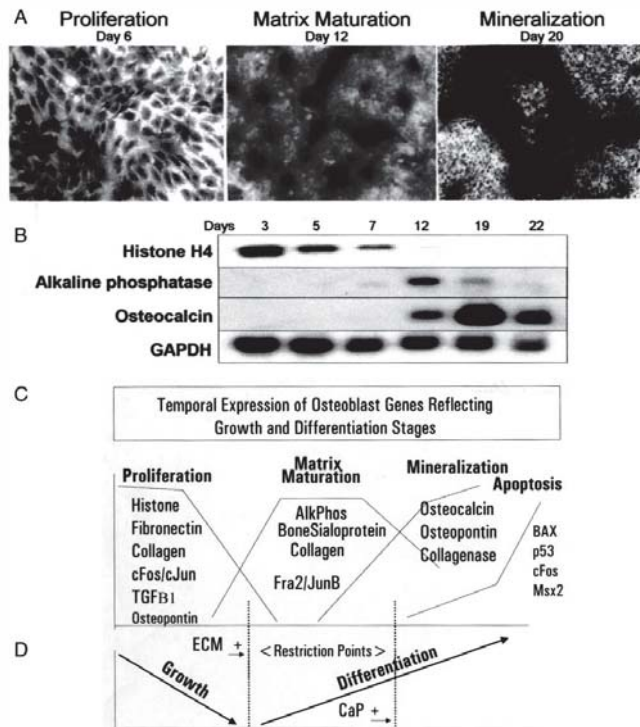 A
Proliferation
Day 6
Matrix Maturation
Day 12
Mineralization
Day 20
B
Days 3 5 7 12 19 22
Histone H4
Alkaline phosphatase
Osteocalcin
GAPDH
C
Temporal Expression of Osteoblast Genes Reflecting
Growth and Differentiation Stages
Proliferation
Histone
Fibronectin
Collagen
cFos/cJun
TGFB1
Osteopontin
Matrix
Maturation
AlkPhos
BoneSialoprotein
Collagen
Fra2/JunB
Mineralization
Osteocalcin
Osteopontin
Collagenase
Apoptosis
BAX
p53
cFos
Msx2
D
ECM +
< Restriction Points >
Growth
Differentiation
CaP +